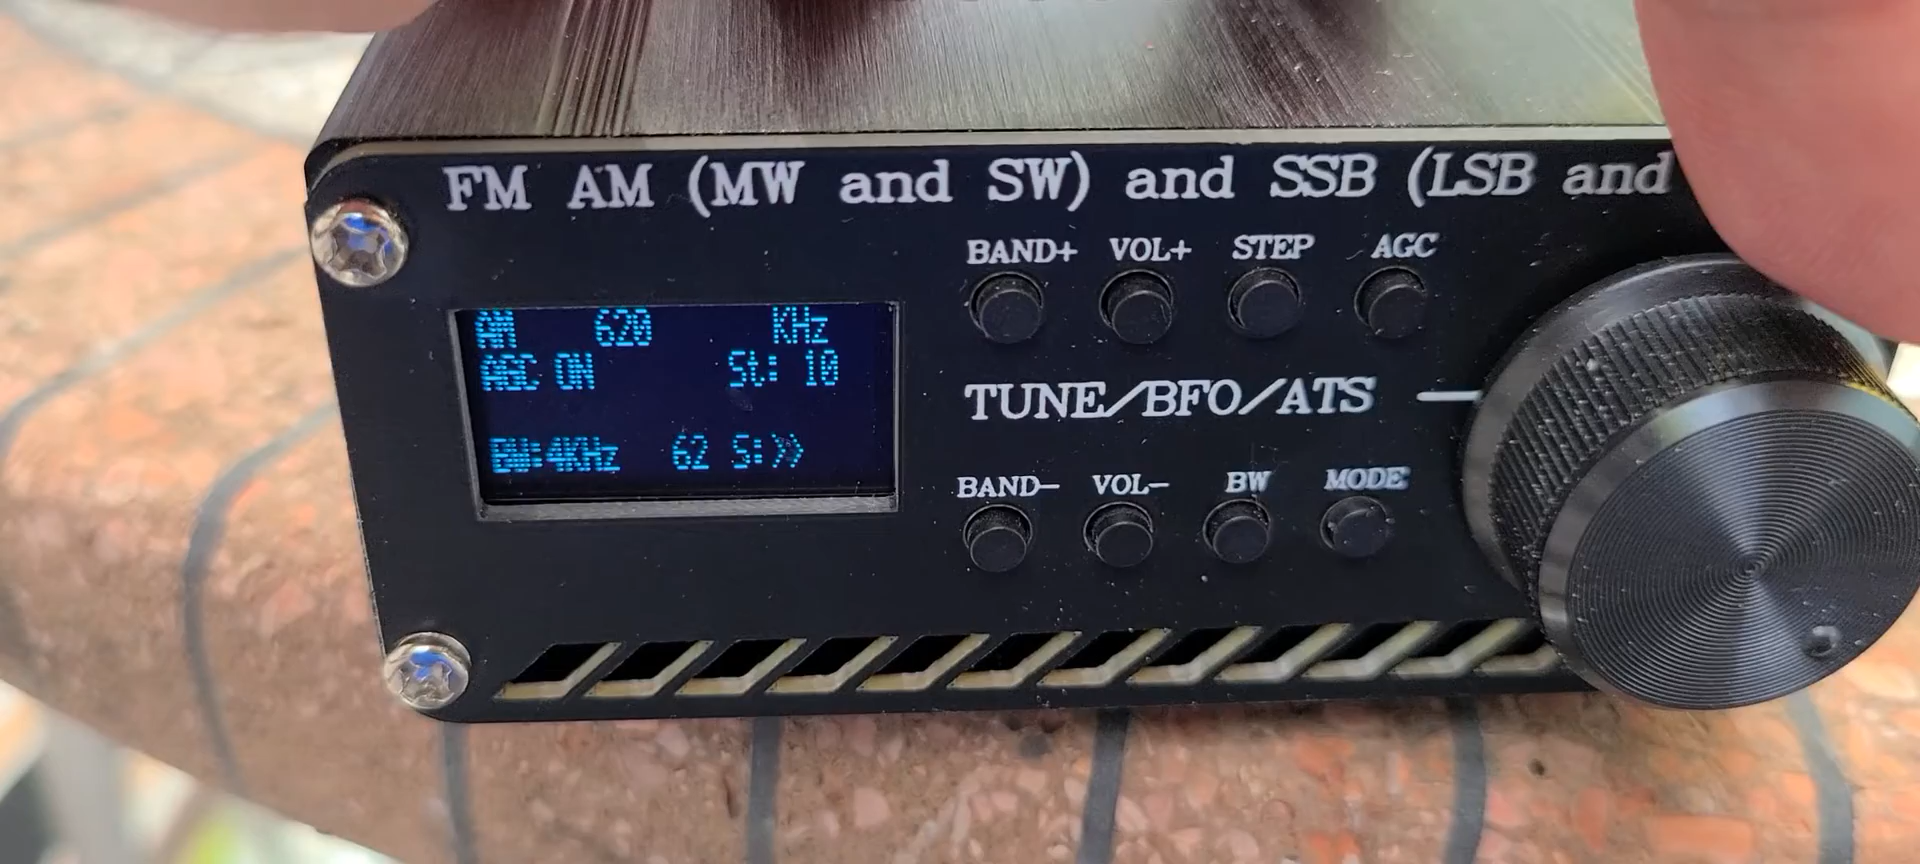 FM AM (MW and SW) and SSB (LSB and
BAND+ VOL+ STEP AGC
AM 620 KHz
AGC ON St: 10
TUNE/BFO/ATS
BW:4KHz 62 S:»
BAND- VOL- BW MODE